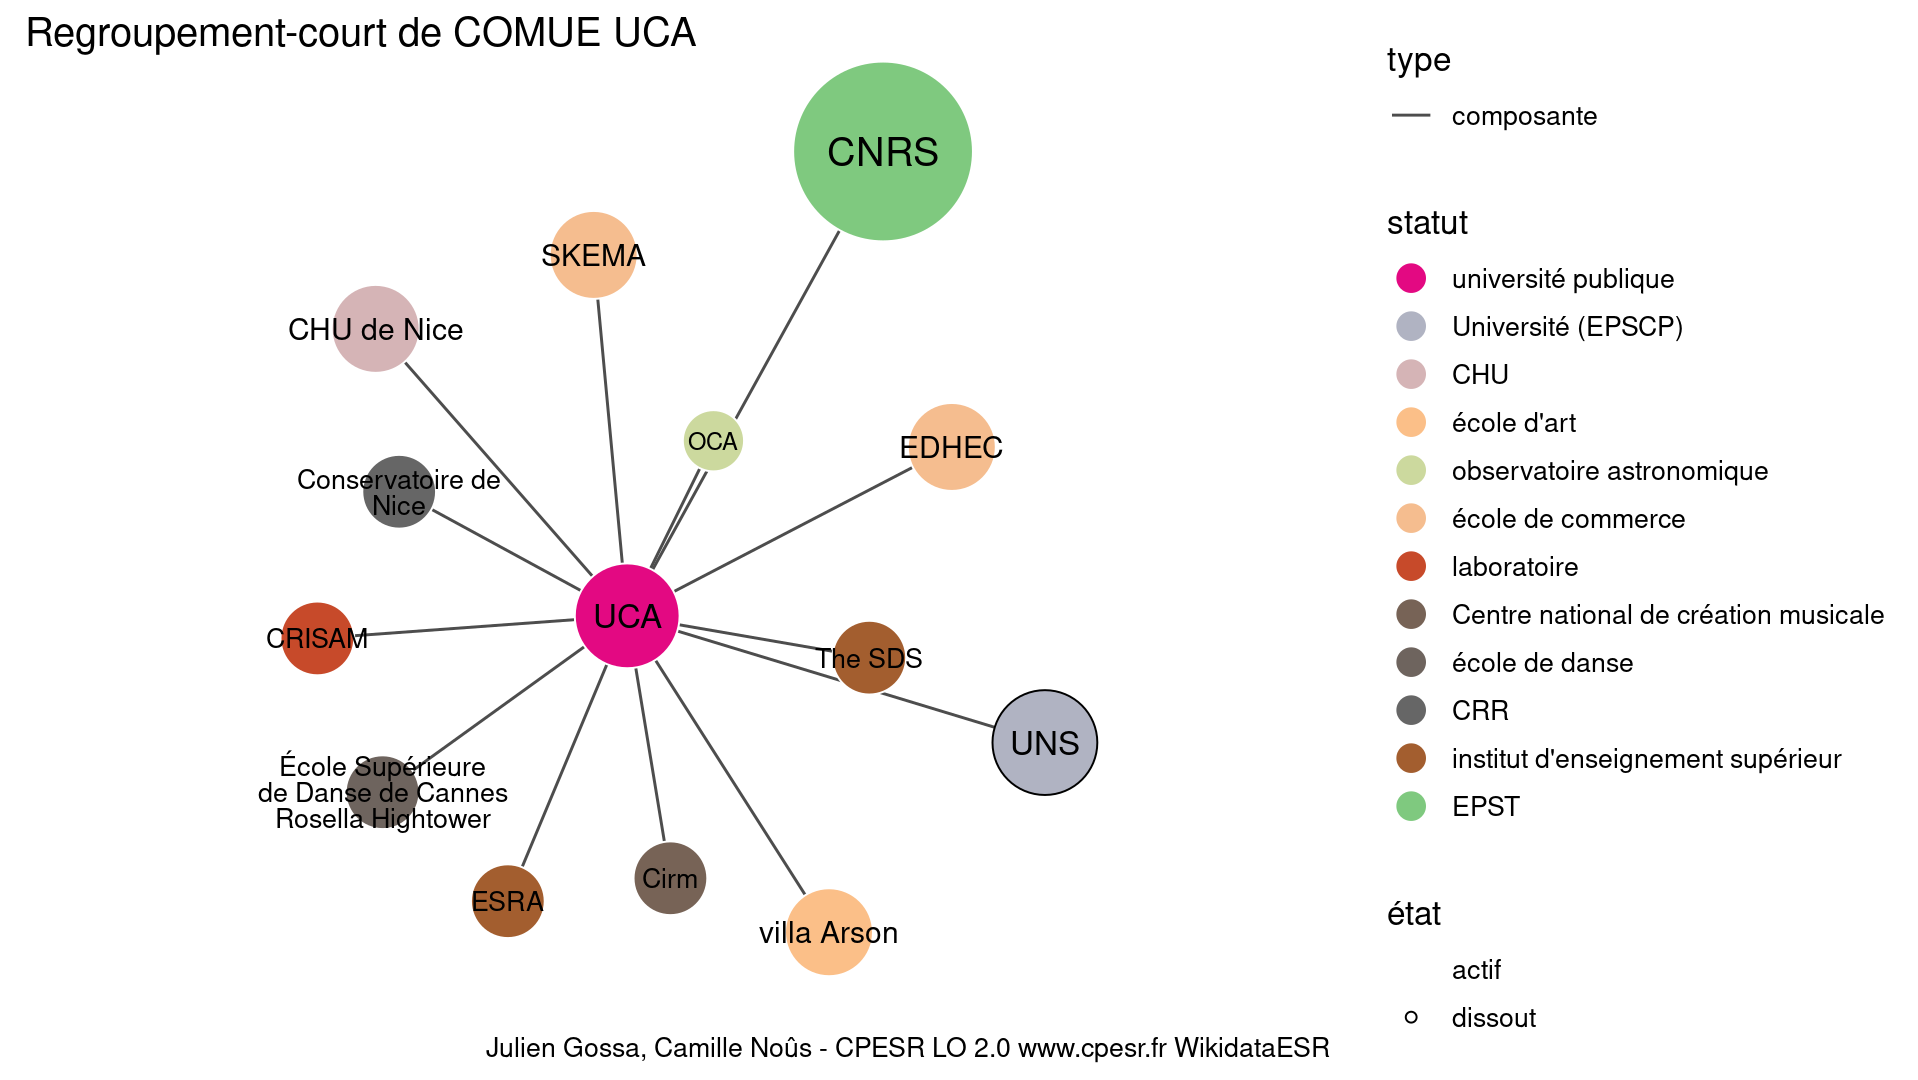 Regroupement-court de COMUE UCA
CNRS
SKEMA
CHU de Nice
OCA
EDHEC
Conservatoire de
Nice
UCA
CRISAM
The SDS
UNS
École Supérieure
de Danse de Cannes
Rosella Hightower
ESRA
Cirm
villa Arson
type
composante
statut
université publique
Université (EPSCP)
CHU
école d'art
observatoire astronomique
école de commerce
laboratoire
Centre national de création musicale
école de danse
CRR
institut d'enseignement supérieur
EPST
état
actif
dissout
Julien Gossa, Camille Noûs - CPESR LO 2.0 www.cpesr.fr WikidataESR